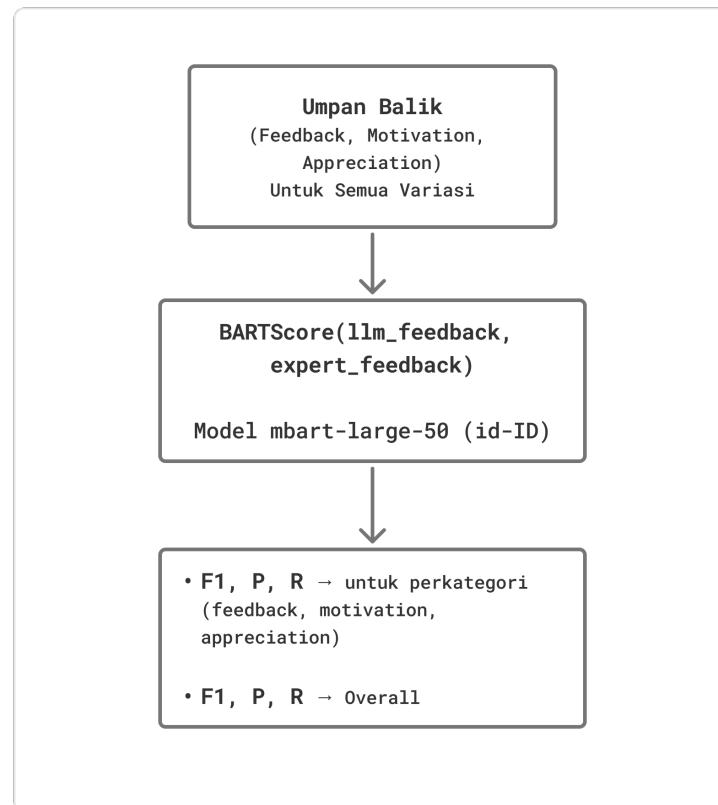 Umpan Balik
(Feedback, Motivation,
Appreciation)
Untuk Semua Variasi
BARTScore(llm_feedback,
expert_feedback)
Model mbart-large-50 (id-ID)
• F1, P, R → untuk perkategori
(feedback, motivation,
appreciation)
• F1, P, R → Overall